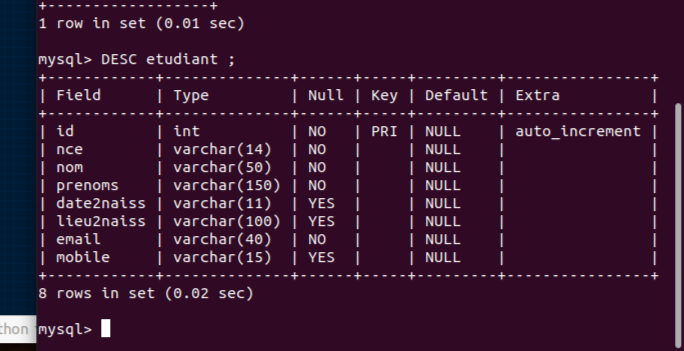 +------------------+
1 row in set (0.01 sec)
mysql> DESC etudiant ;
+------------+--------------+------+-----+---------+----------------+
| Field      | Type         | Null | Key | Default | Extra          |
+------------+--------------+------+-----+---------+----------------+
| id         | int          | NO   | PRI | NULL    | auto_increment |
| nce        | varchar(14)  | NO   |     | NULL    |                |
| nom        | varchar(50)  | NO   |     | NULL    |                |
| prenoms    | varchar(150) | NO   |     | NULL    |                |
| date2naiss | varchar(11)  | YES  |     | NULL    |                |
| lieu2naiss | varchar(100) | YES  |     | NULL    |                |
| email      | varchar(40)  | NO   |     | NULL    |                |
| mobile     | varchar(15)  | YES  |     | NULL    |                |
+------------+--------------+------+-----+---------+----------------+
8 rows in set (0.02 sec)
thon
mysql>